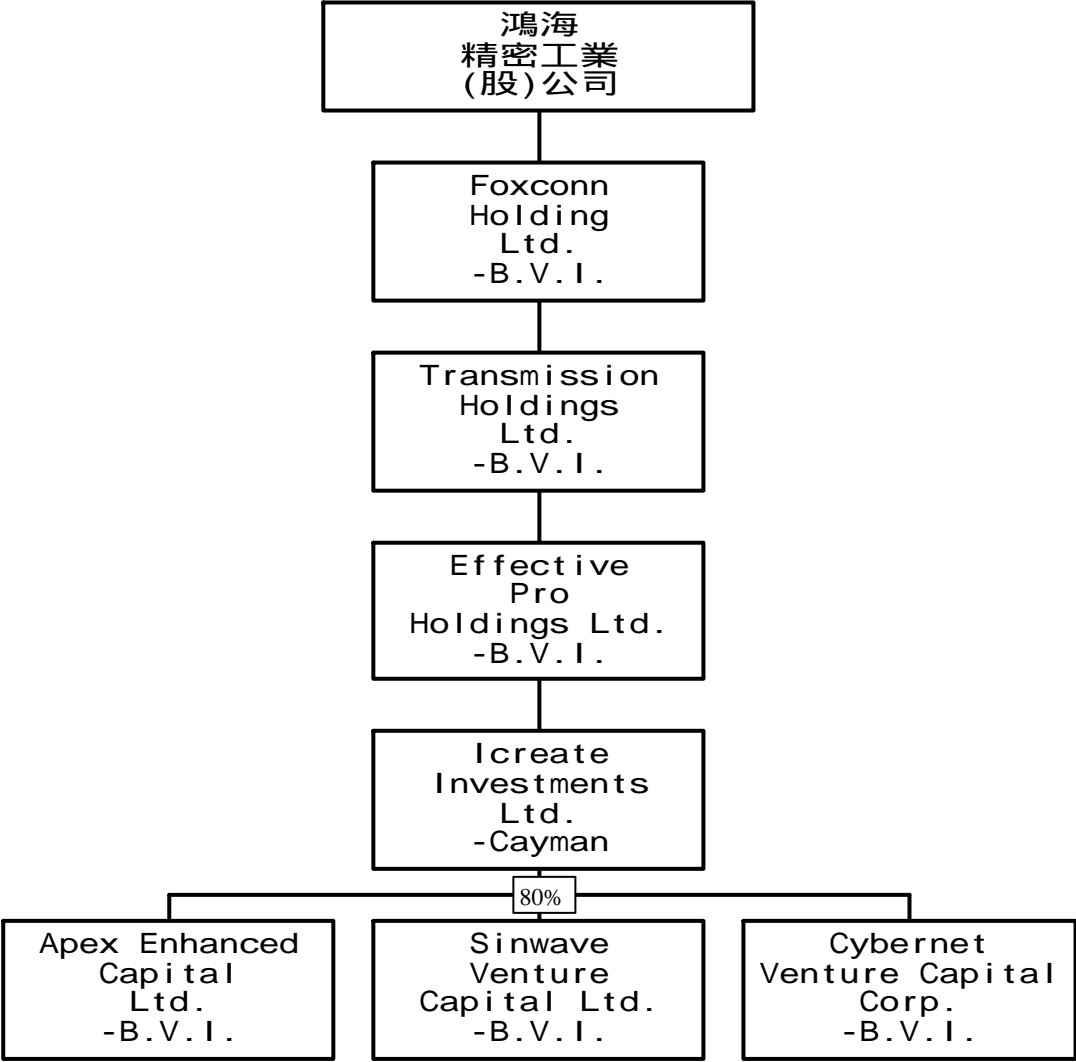 鴻海
精密工業
(股)公司
Foxconn
Holding
Ltd.
-B.V.I.
Transmission
Holdings
Ltd.
-B.V.I.
Effective
Pro
Holdings Ltd.
-B.V.I.
Icreate
Investments
Ltd.
-Cayman
80%
Apex Enhanced
Capital
Ltd.
-B.V.I.
Sinwave
Venture
Capital Ltd.
-B.V.I.
Cybernet
Venture Capital
Corp.
-B.V.I.